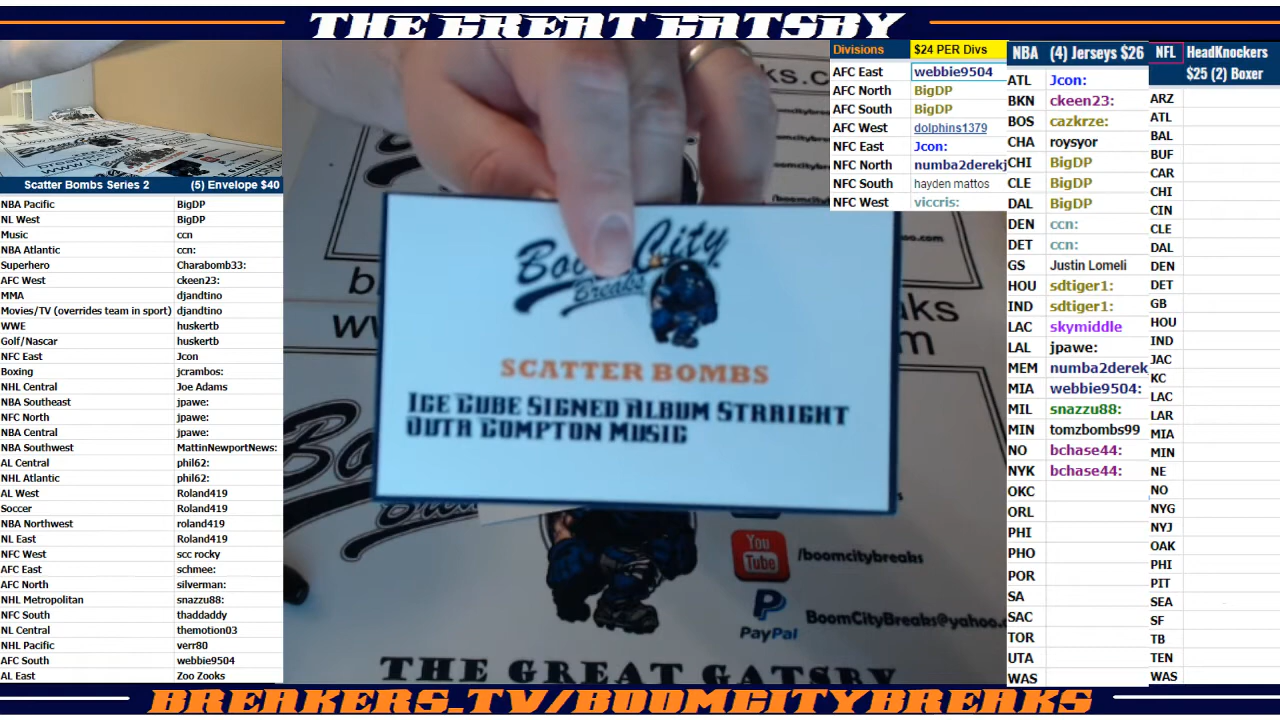 THE GREAT GATSBY
Scatter Bombs Series 2 (5) Envelope $40
NBA Pacific BigDP
NL West BigDP
Music ccn
NBA Atlantic ccn:
Superhero Charabomb33:
AFC West ckeen23:
MMA djandtino
Movies/TV (overrides team in sport) djandtino
WWE huskertb
Golf/Nascar huskertb
NFC East Jcon
Boxing jcrambos:
NHL Central Joe Adams
NBA Southeast jpawe:
NFC North jpawe:
NBA Central jpawe:
NBA Southwest MattinNewportNews:
AL Central phil62:
NHL Atlantic phil62:
AL West Roland419
Soccer Roland419
NBA Northwest roland419
NL East Roland419
NFC West scc rocky
AFC East schmee:
AFC North silverman:
NHL Metropolitan snazzu88:
NFC South thaddaddy
NL Central themotion03
NHL Pacific verr80
AFC South webbie9504
AL East Zoo Zooks
Boom City
Breaks
SCATTER BOMBS
ICE CUBE SIGNED ALBUM STRAIGHT
OUTA COMPTON MUSIC
You
Tube
/boomcitybreaks
PayPal
BoomCityBreaks@yahoo.c
THE GREAT GATSBY
Divisions $24 PER Divs
AFC East webbie9504
AFC North BigDP
AFC South BigDP
AFC West dolphins1379
NFC East Jcon:
NFC North numba2derekj
NFC South hayden mattos
NFC West viccris:
NBA (4) Jerseys $26
ATL Jcon:
BKN ckeen23:
BOS cazkrze:
CHA roysyor
CHI BigDP
CLE BigDP
DAL BigDP
DEN ccn:
DET ccn:
GS Justin Lomeli
HOU sdtiger1:
IND sdtiger1:
LAC skymiddle
LAL jpawe:
MEM numba2derek
MIA webbie9504:
MIL snazzu88:
MIN tomzbombs99
NO bchase44:
NYK bchase44:
OKC
ORL
PHI
PHO
POR
SA
SAC
TOR
UTA
WAS
NFL HeadKnockers
$25 (2) Boxer
ARZ
ATL
BAL
BUF
CAR
CHI
CIN
CLE
DAL
DEN
DET
GB
HOU
IND
JAC
KC
LAC
LAR
MIA
MIN
NE
NO
NYG
NYJ
OAK
PHI
PIT
SEA
SF
TB
TEN
WAS
BREAKERS.TV/BOOMCITYBREAKS